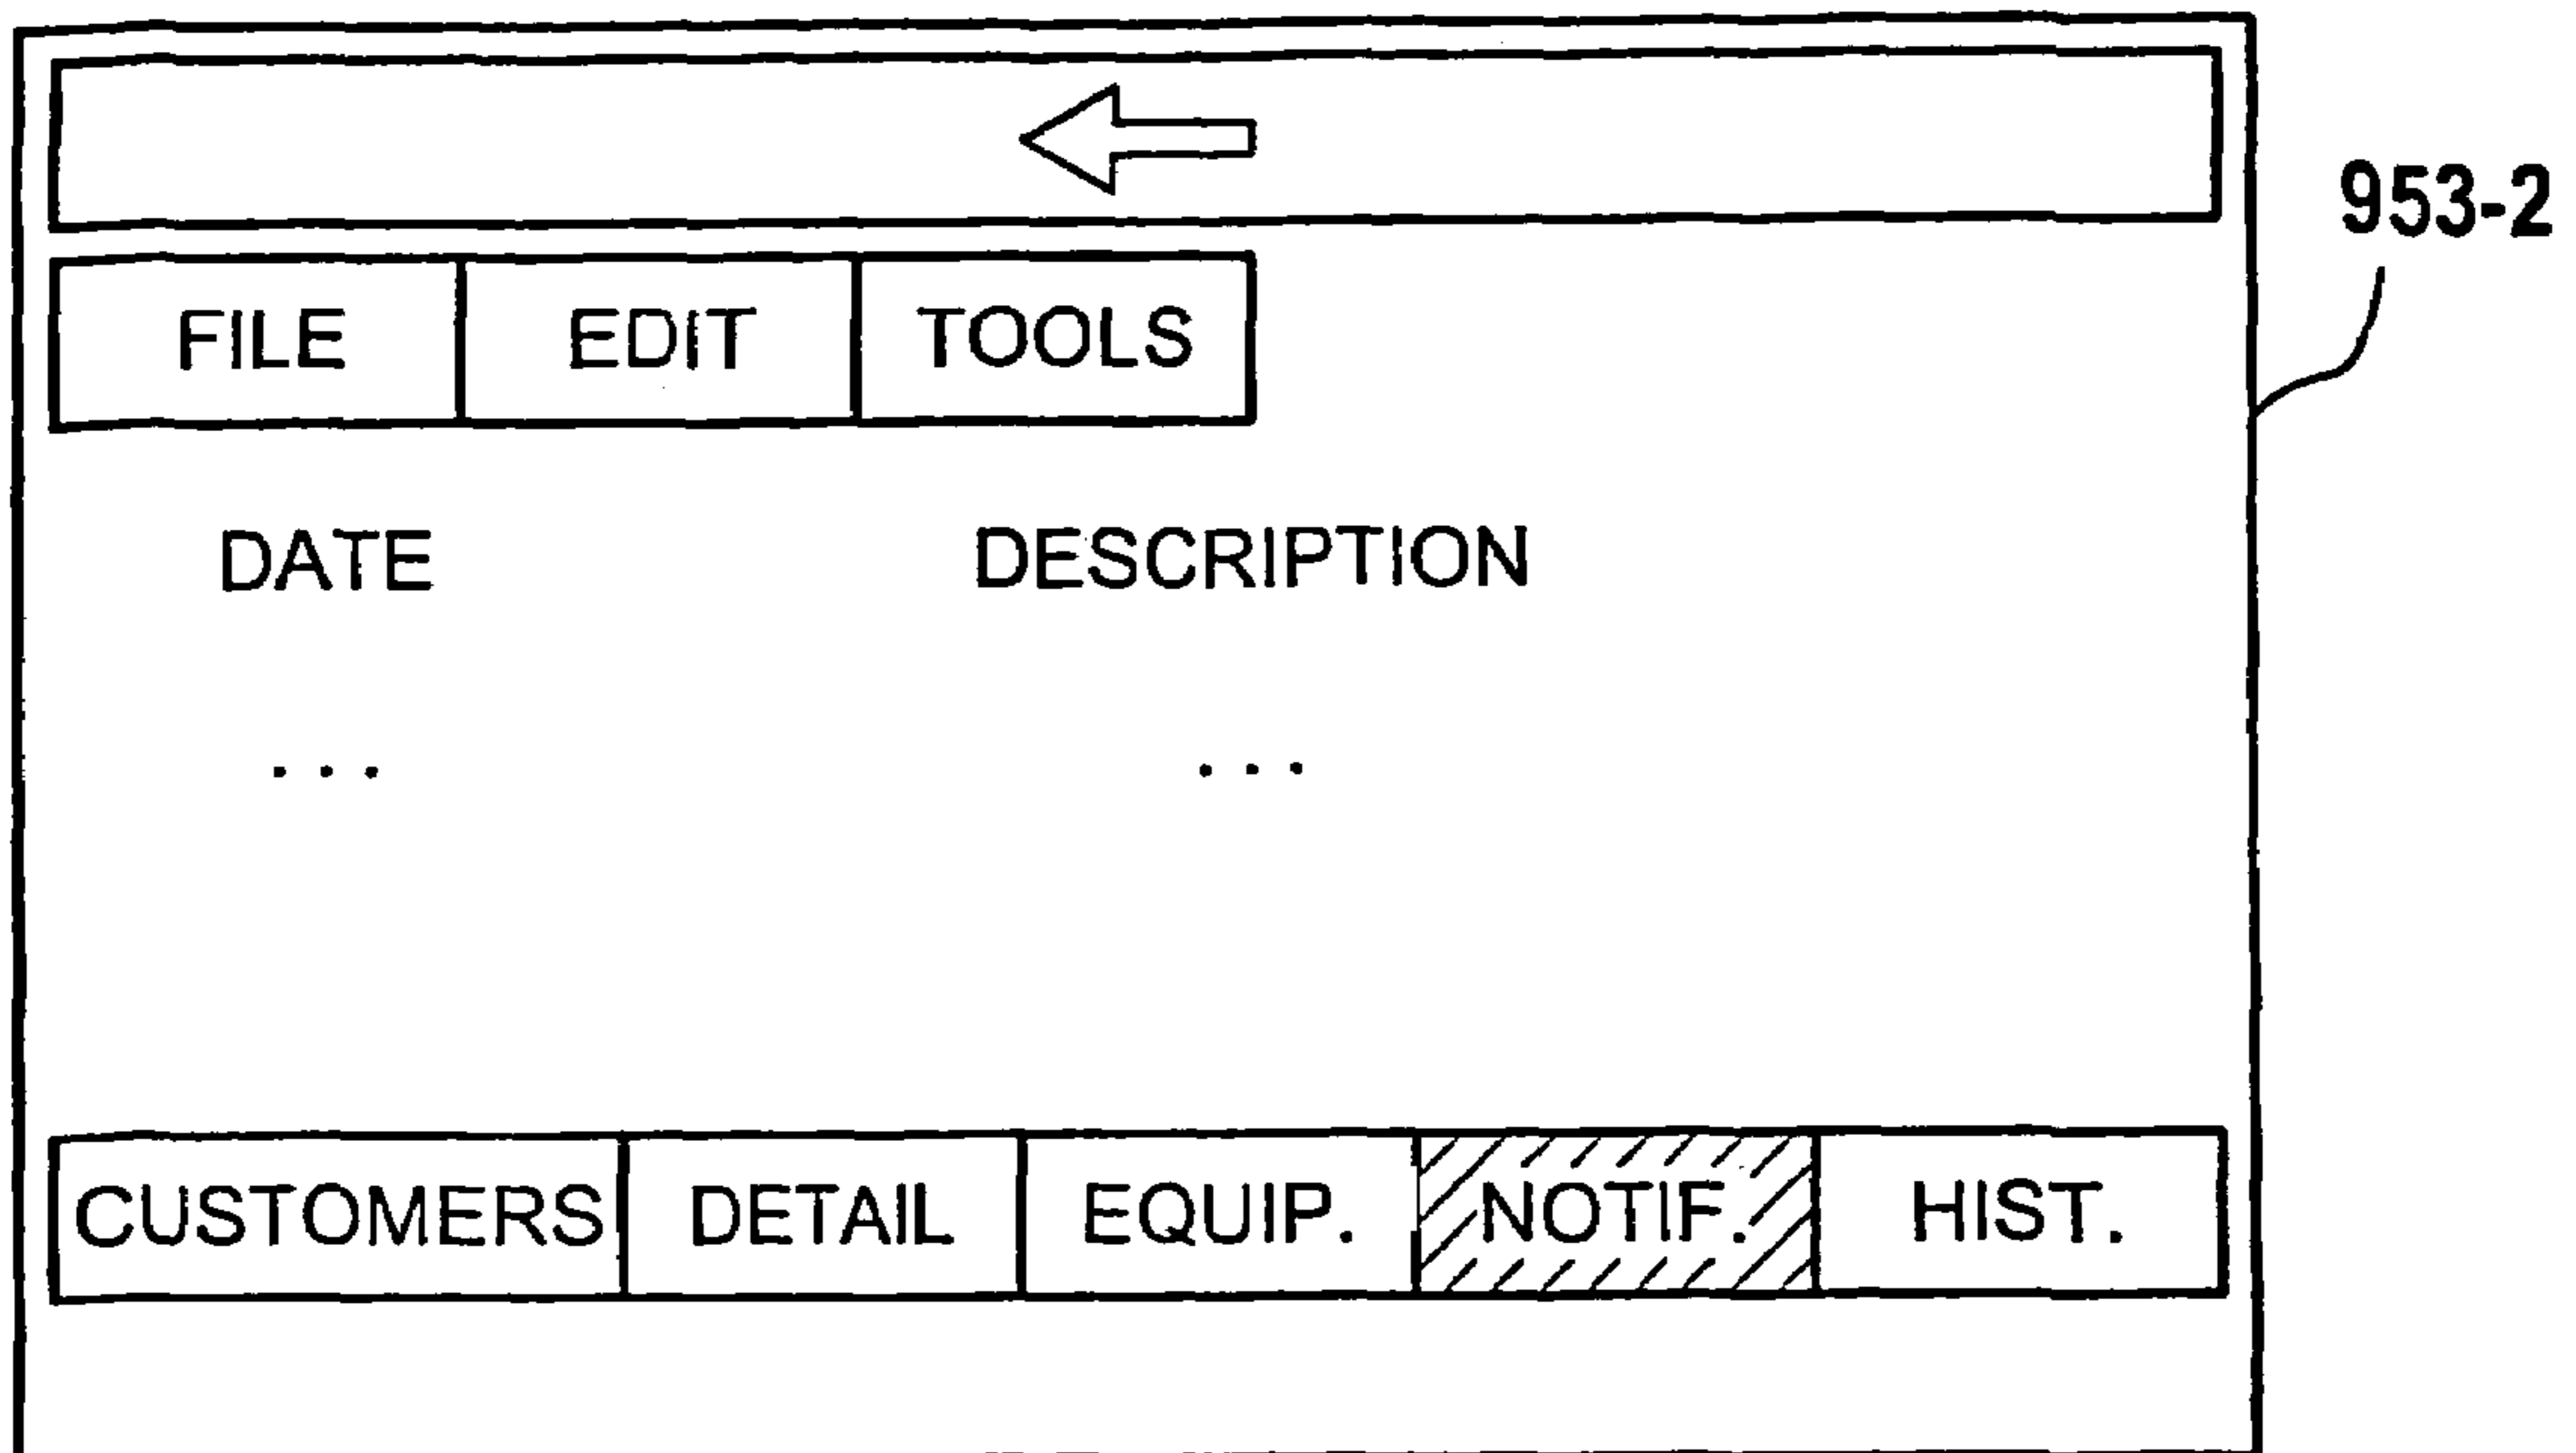 953-2
FILE EDIT TOOLS
DATE DESCRIPTION
... ...
CUSTOMERS DETAIL EQUIP. NOTIF. HIST.